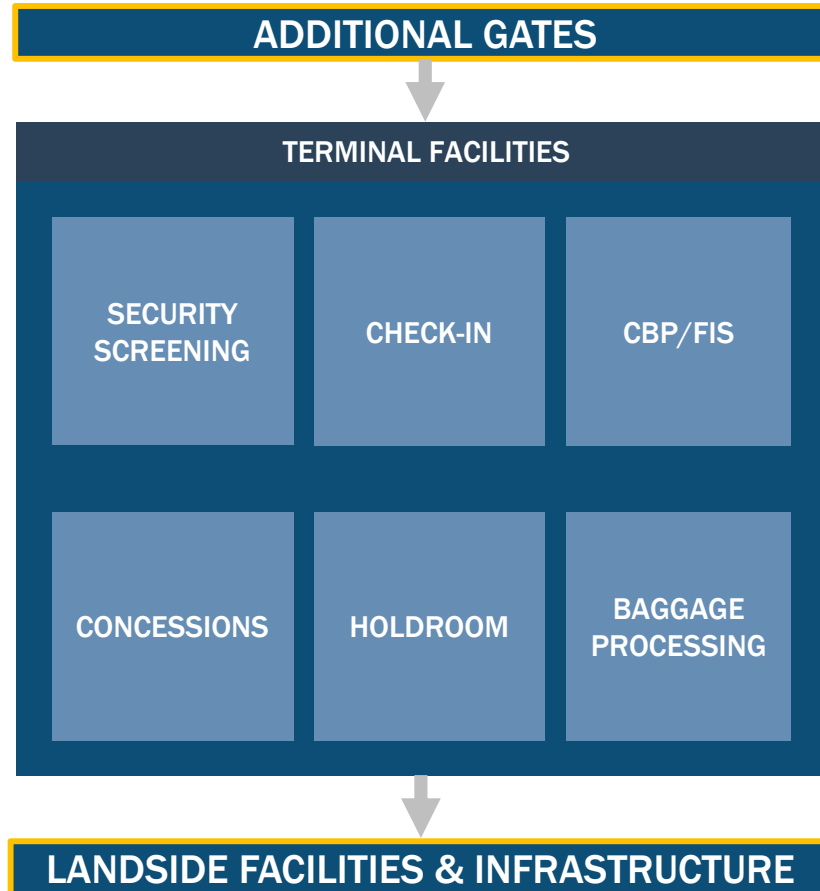 ADDITIONAL GATES
TERMINAL FACILITIES
SECURITY
SCREENING
CHECK-IN
CBP/FIS
CONCESSIONS
HOLDROOM
BAGGAGE
PROCESSING
LANDSIDE FACILITIES & INFRASTRUCTURE